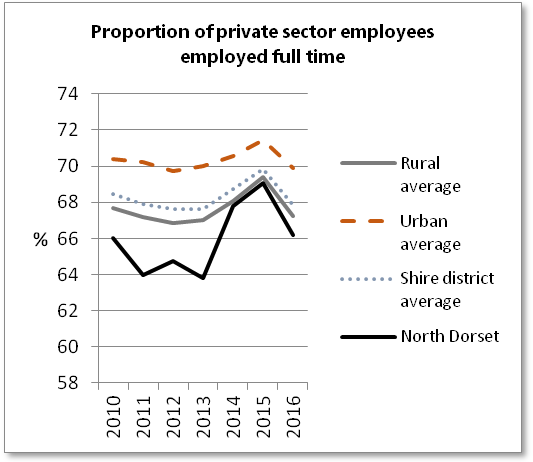 Proportion of private sector employees
employed full time
74
72
70
68
66
64
62
60
58
%
2010
2011
2012
2013
2014
2015
2016
Rural
average
Urban
average
Shire district
average
North Dorset